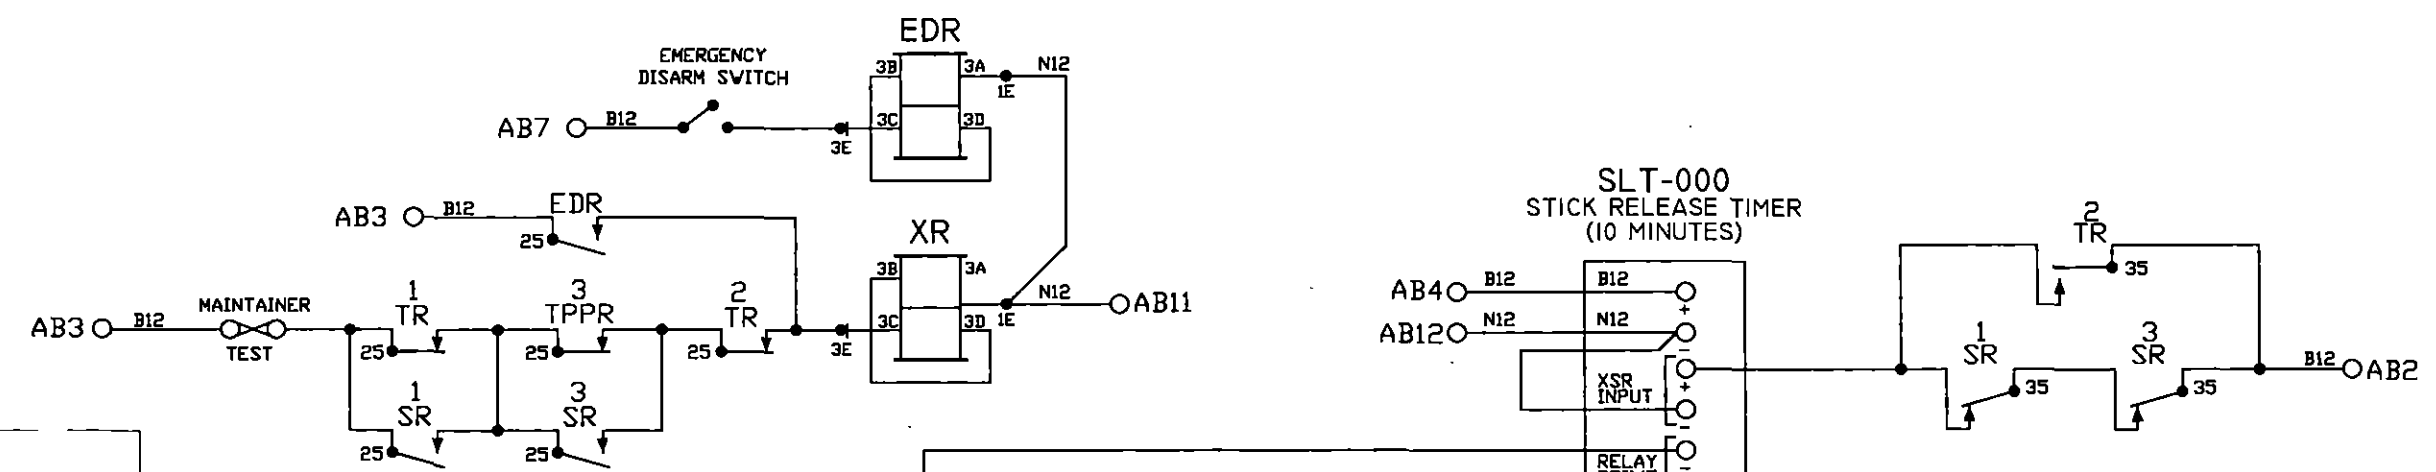 EDR
EMERGENCY
DISARM SWITCH
3B
3A
N12
1E
AB7
B12
3E
3C
3D
AB3
B12
EDR
25
XR
3B
3A
N12
AB11
3C
3D
1E
3E
AB3
B12
MAINTAINER
TEST
1
TR
25
3
TPPR
25
2
TR
25
1
SR
25
3
SR
25
SLT-000
STICK RELEASE TIMER
(10 MINUTES)
AB4
B12
B12
+
AB12
N12
N12
-
XSR
INPUT
+
-
RELAY
2
TR
35
1
SR
35
3
SR
35
B12
AB2